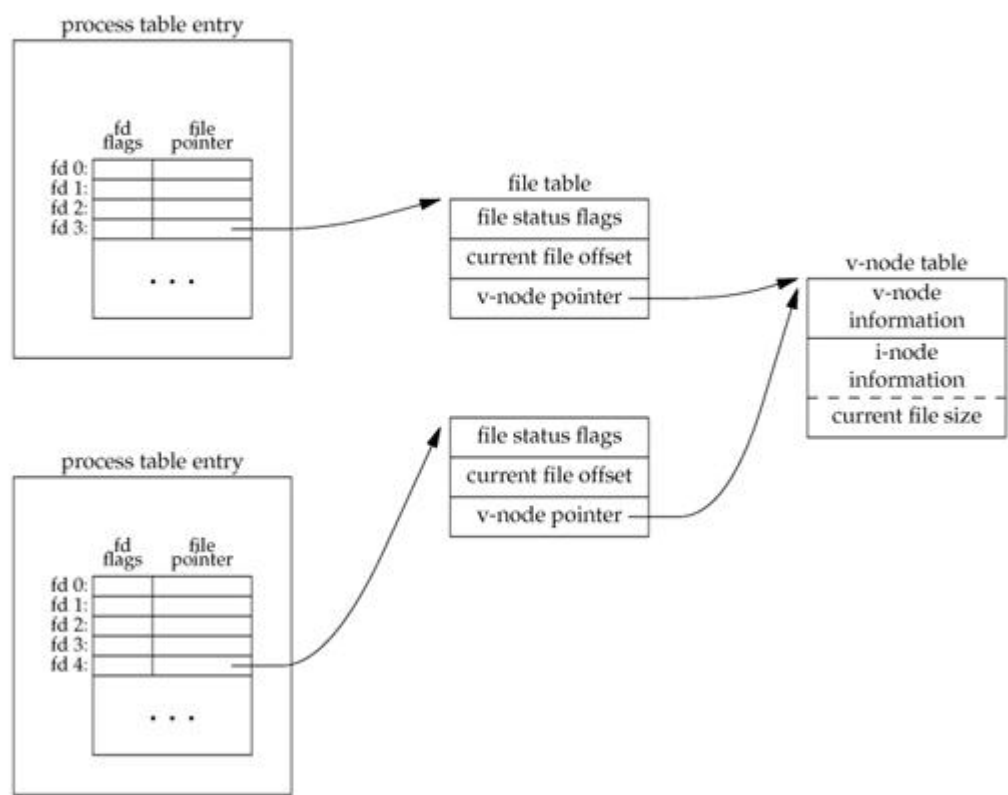 process table entry
fd flags
file pointer
fd 0:
fd 1:
fd 2:
fd 3:
. . .
file table
file status flags
current file offset
v-node pointer
v-node table
v-node
information
i-node
information
current file size
file status flags
current file offset
v-node pointer
process table entry
fd flags
file pointer
fd 0:
fd 1:
fd 2:
fd 3:
fd 4:
. . .